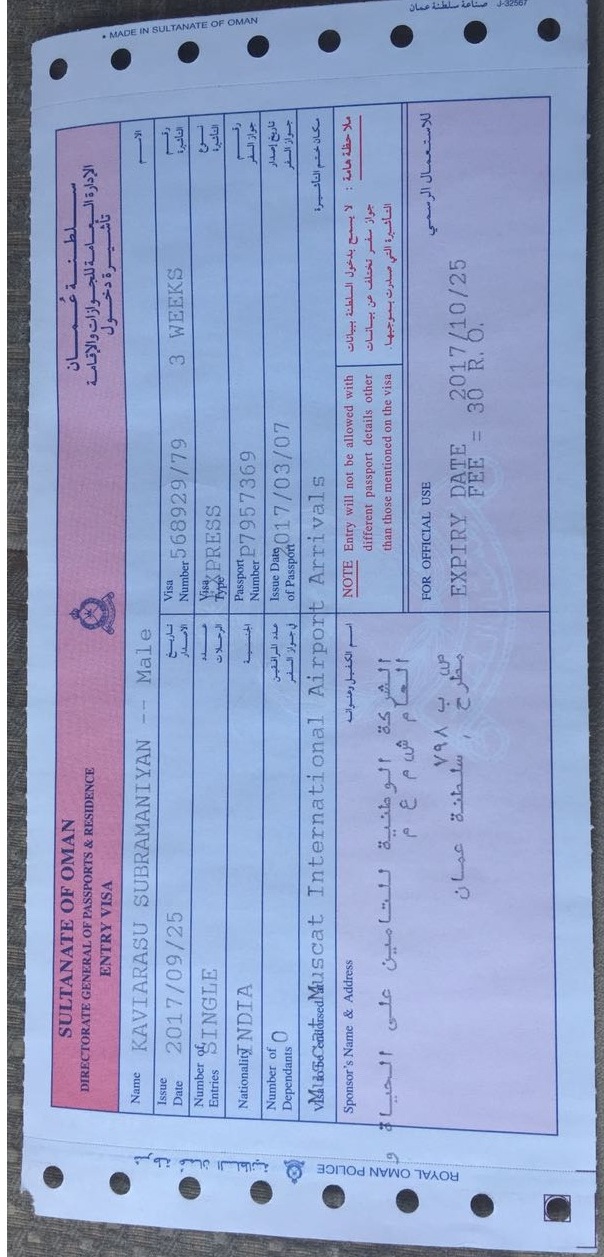 • MADE IN SULTANATE OF OMAN
صناعة سلطنة عمان J-32567
SULTANATE OF OMAN
DIRECTORATE GENERAL OF PASSPORTS & RESIDENCE
ENTRY VISA
سلطنة عمان
الإدارة العامة للجوازات والإقامة
تأشيرة دخول
Name KAVIARASU SUBRAMANIYAN -- Male الاسم
Issue Date 2017/09/25 تاريخ الاصدار Visa Number 568929/79 3 WEEKS رقم التأشيرة
Number of Entries SINGLE عدد الرحلات Visa Type EXPRESS نوع التأشيرة
Nationality INDIA الجنسية Passport Number P7957369 رقم جواز السفر
Number of Dependants 0 عدد المرافقين في جواز السفر Issue Date of Passport 2017/03/07 تاريخ إصدار جواز السفر
Muscat International Airport Arrivals مكان ختم التأشيرة
Sponsor's Name & Address اسم الكفيل وعنوانه
الشركة الوطنية للتامين على الحياة و
العام ش م ع م
ص ب ٧٩٨
مطرح , سلطنة عمان
NOTE Entry will not be allowed with
different passport details other
than those mentioned on the visa
ملاحظة هامة : لا يسمح بدخول السلطنة ببيانات
جواز سفر تختلف عن بيانات
التأشيرة التي صدرت بموجبها.
FOR OFFICIAL USE للاستعمال الرسمي
EXPIRY DATE 2017/10/25
FEE = 30 R.O.
ROYAL OMAN POLICE شرطة عمان السلطانية